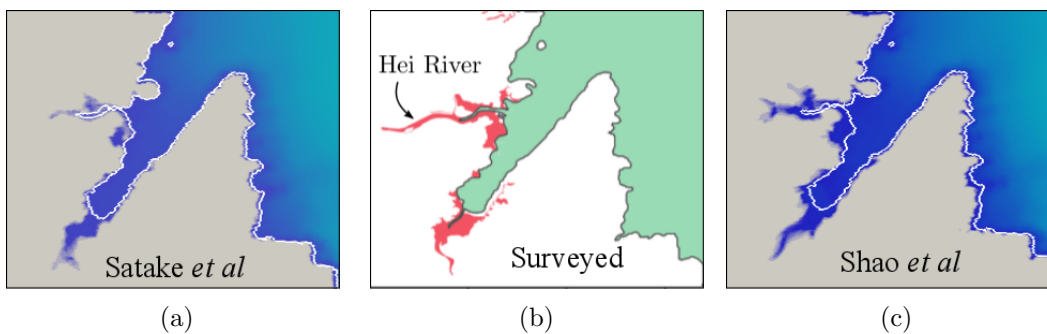 Satake et al
Hei River
Surveyed
Shao et al
(a)
(b)
(c)